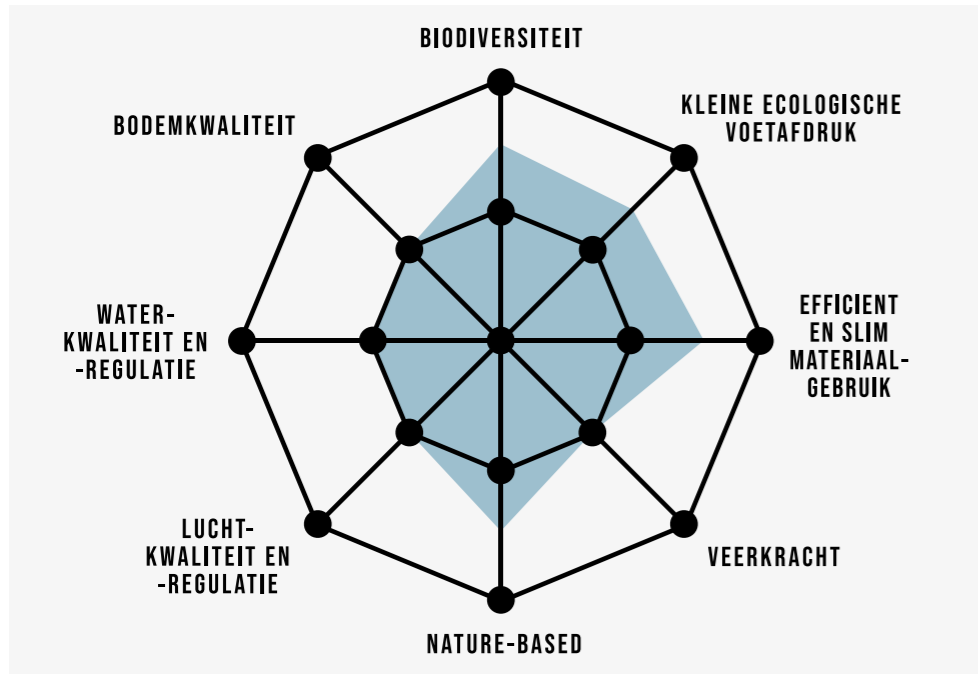 BIODIVERSITEIT
KLEINE ECOLOGISCHE
VOETAFDRUK
BODEMKWALITEIT
EFFICIENT
EN SLIM
MATERIAAL-
GEBRUIK
WATER-
KWALITEIT EN
-REGULATIE
LUCHT-
KWALITEIT EN
-REGULATIE
VEERKRACHT
NATURE-BASED